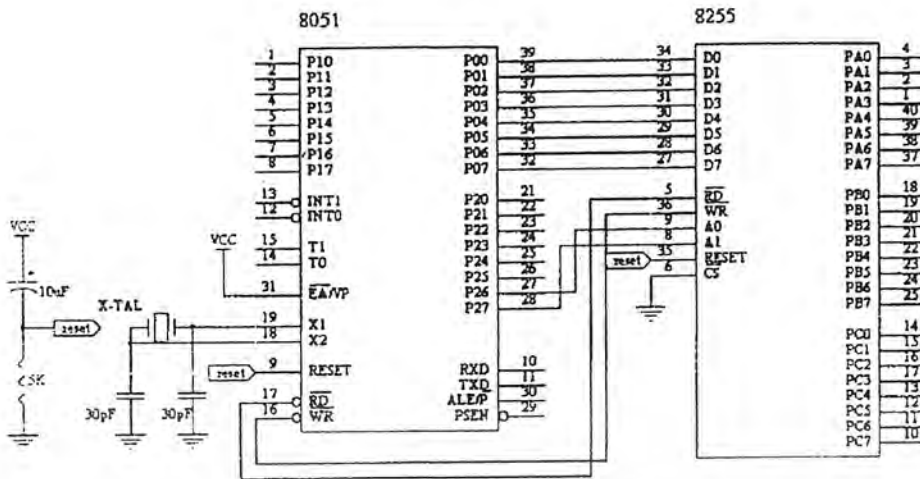 8051
8255
1 P10 P00 39
2 P11 P01 38
3 P12 P02 37
4 P13 P03 36
5 P14 P04 35
6 P15 P05 34
7 P16 P06 33
8 P17 P07 32
13 INT1 P20 21
12 INT0 P21 22
P22 23
15 T1 P23 24
14 T0 P24 25
P25 26
31 EA/VP P26 27
P27 28
19 X1
18 X2
9 RESET RXD 10
TXD 11
17 RD ALE/P 30
16 WR PSEN 29
34 D0 PA0 4
33 D1 PA1 3
32 D2 PA2 2
31 D3 PA3 1
30 D4 PA4 40
29 D5 PA5 39
28 D6 PA6 38
27 D7 PA7 37
5 RD PB0 18
36 WR PB1 19
9 A0 PB2 20
8 A1 PB3 21
35 RESET PB4 22
6 CS PB5 23
PB6 24
PB7 25
PC0 14
PC1 15
PC2 16
PC3 17
PC4 13
PC5 12
PC6 11
PC7 10
VCC
10uF
reset
VCC
X-TAL
30pF
30pF
reset
reset